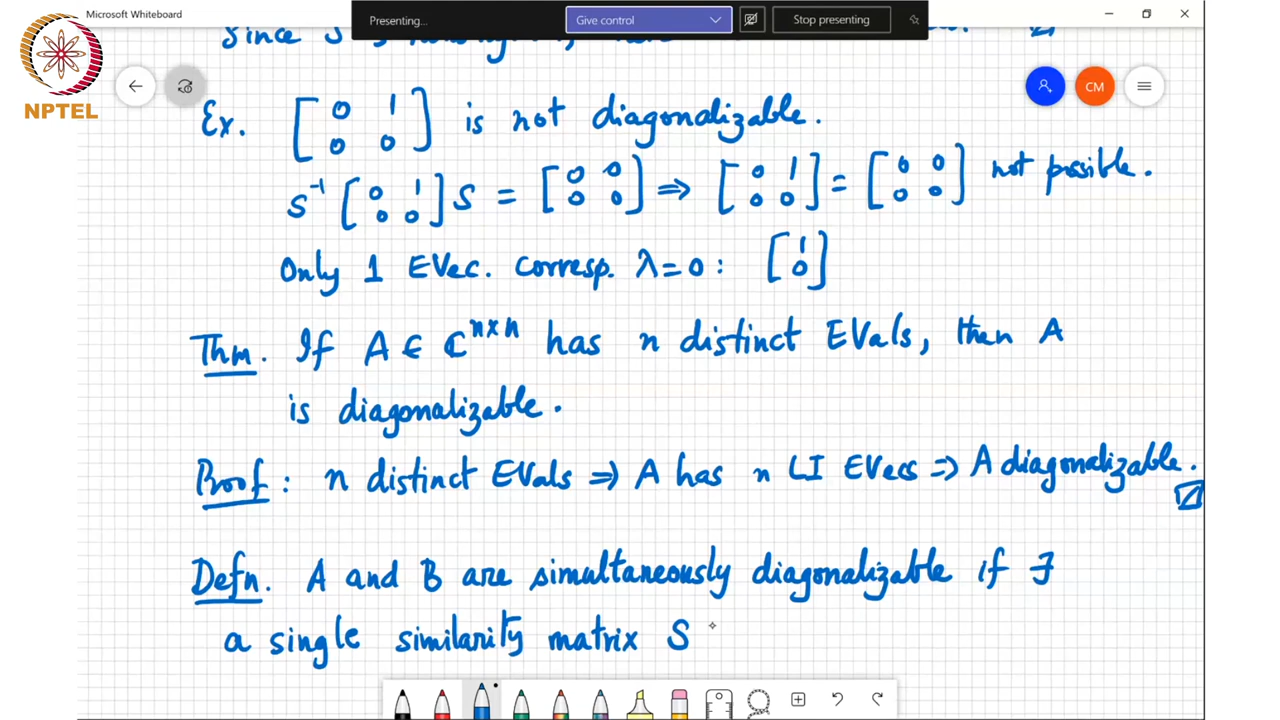 Microsoft Whiteboard
Presenting...
Give control
Stop presenting
NPTEL
CM
since S
Ex. [0 1 0 0] is not diagonalizable.
S⁻¹ [0 1 0 0] S = [0 0 0 0] ⇒ [0 1 0 0] = [0 0 0 0] not possible.
Only 1 EVec. corresp. λ=0: [1 0]
Thm. If A ∈ ℂⁿˣⁿ has n distinct EVals, then A
is diagonalizable.
Proof: n distinct EVals ⇒ A has n LI EVecs ⇒ A diagonalizable.
Defn. A and B are simultaneously diagonalizable if ∃
a single similarity matrix S